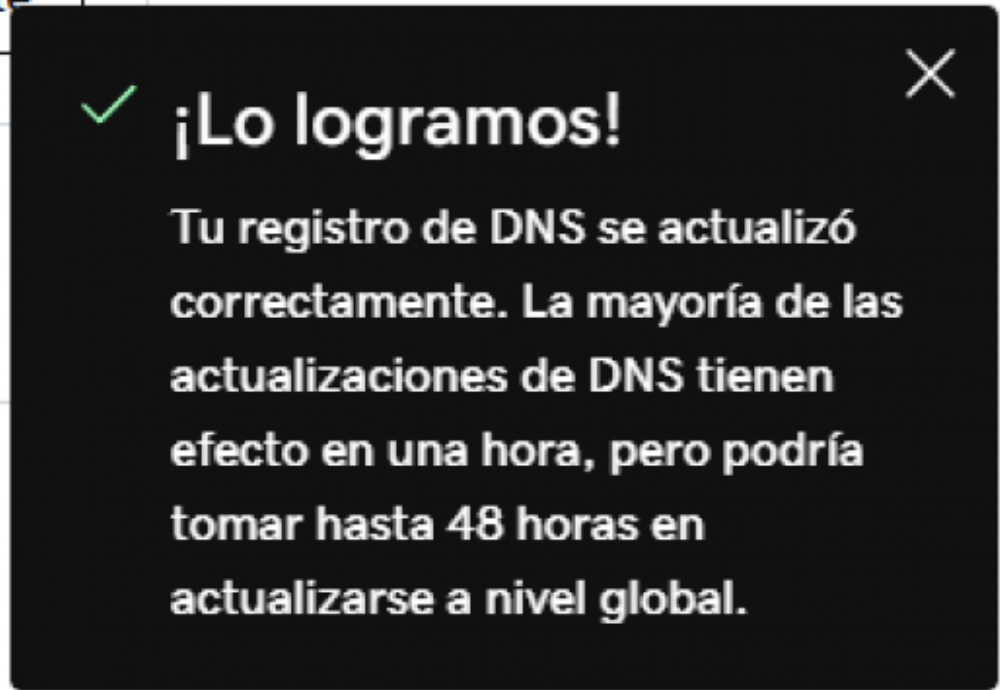 ¡Lo logramos!
Tu registro de DNS se actualizó
correctamente. La mayoría de las
actualizaciones de DNS tienen
efecto en una hora, pero podría
tomar hasta 48 horas en
actualizarse a nivel global.